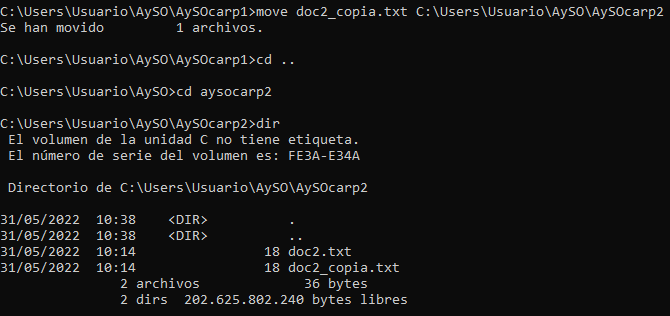 C:\Users\Usuario\AySO\AySOcarp1>move doc2_copia.txt C:\Users\Usuario\AySO\AySOcarp2
Se han movido         1 archivos.
C:\Users\Usuario\AySO\AySOcarp1>cd ..
C:\Users\Usuario\AySO>cd aysocarp2
C:\Users\Usuario\AySO\AySOcarp2>dir
 El volumen de la unidad C no tiene etiqueta.
 El número de serie del volumen es: FE3A-E34A
 Directorio de C:\Users\Usuario\AySO\AySOcarp2
31/05/2022  10:38    <DIR>          .
31/05/2022  10:38    <DIR>          ..
31/05/2022  10:14                18 doc2.txt
31/05/2022  10:14                18 doc2_copia.txt
               2 archivos             36 bytes
               2 dirs  202.625.802.240 bytes libres